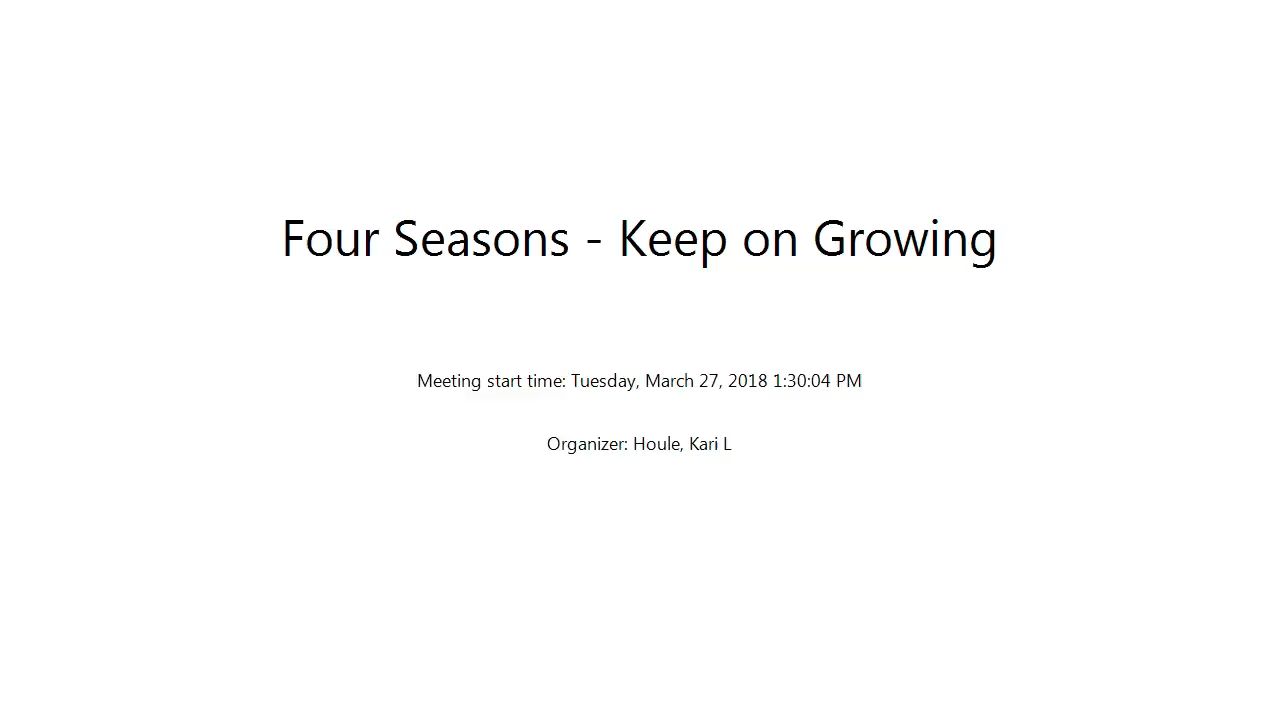 Four Seasons - Keep on Growing
Meeting start time: Tuesday, March 27, 2018 1:30:04 PM
Organizer: Houle, Kari L